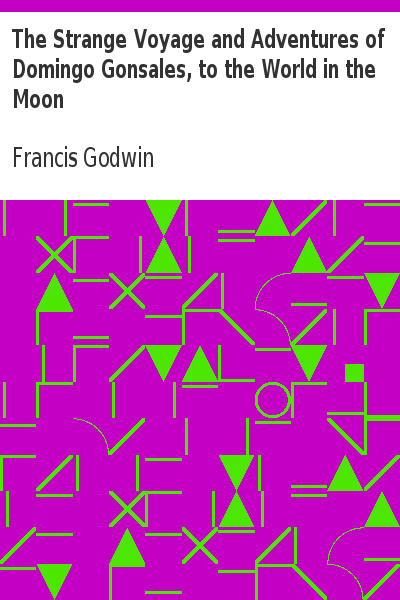 The Strange Voyage and Adventures of
Domingo Gonsales, to the World in the
Moon
Francis Godwin